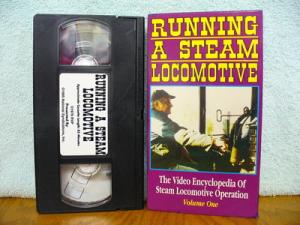 RUNNING
A STEAM
LOCOMOTIVE
RUNNING
A STEAM
LOCOMOTIVE
The Video Encyclopedia Of
Steam Locomotive Operation
Volume One